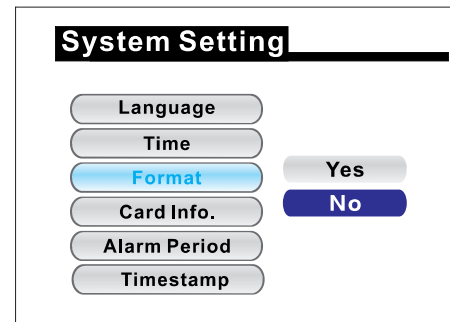 System Setting
Language
Time
Format
Yes
Card Info.
No
Alarm Period
Timestamp